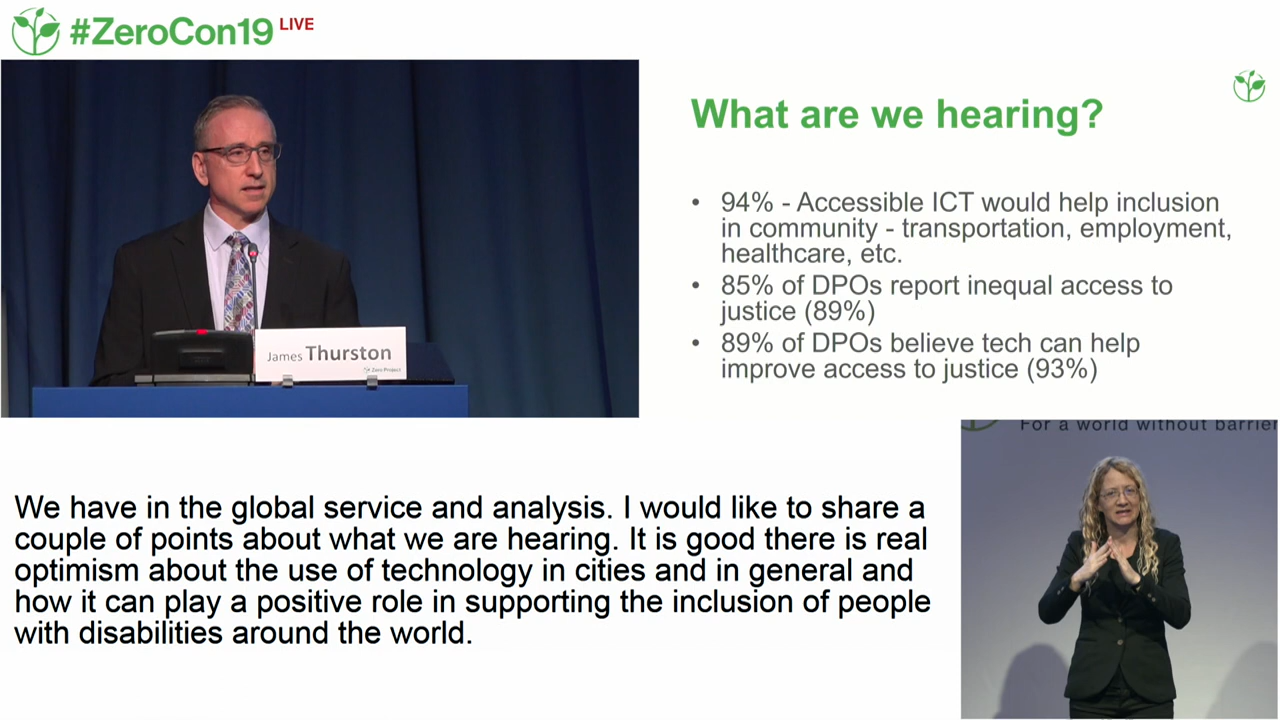 #ZeroCon19 LIVE
What are we hearing?
• 94% - Accessible ICT would help inclusion
in community - transportation, employment,
healthcare, etc.
• 85% of DPOs report inequal access to
justice (89%)
• 89% of DPOs believe tech can help
improve access to justice (93%)
James Thurston
Zero Project
For a world without barrier
We have in the global service and analysis. I would like to share a
couple of points about what we are hearing. It is good there is real
optimism about the use of technology in cities and in general and
how it can play a positive role in supporting the inclusion of people
with disabilities around the world.